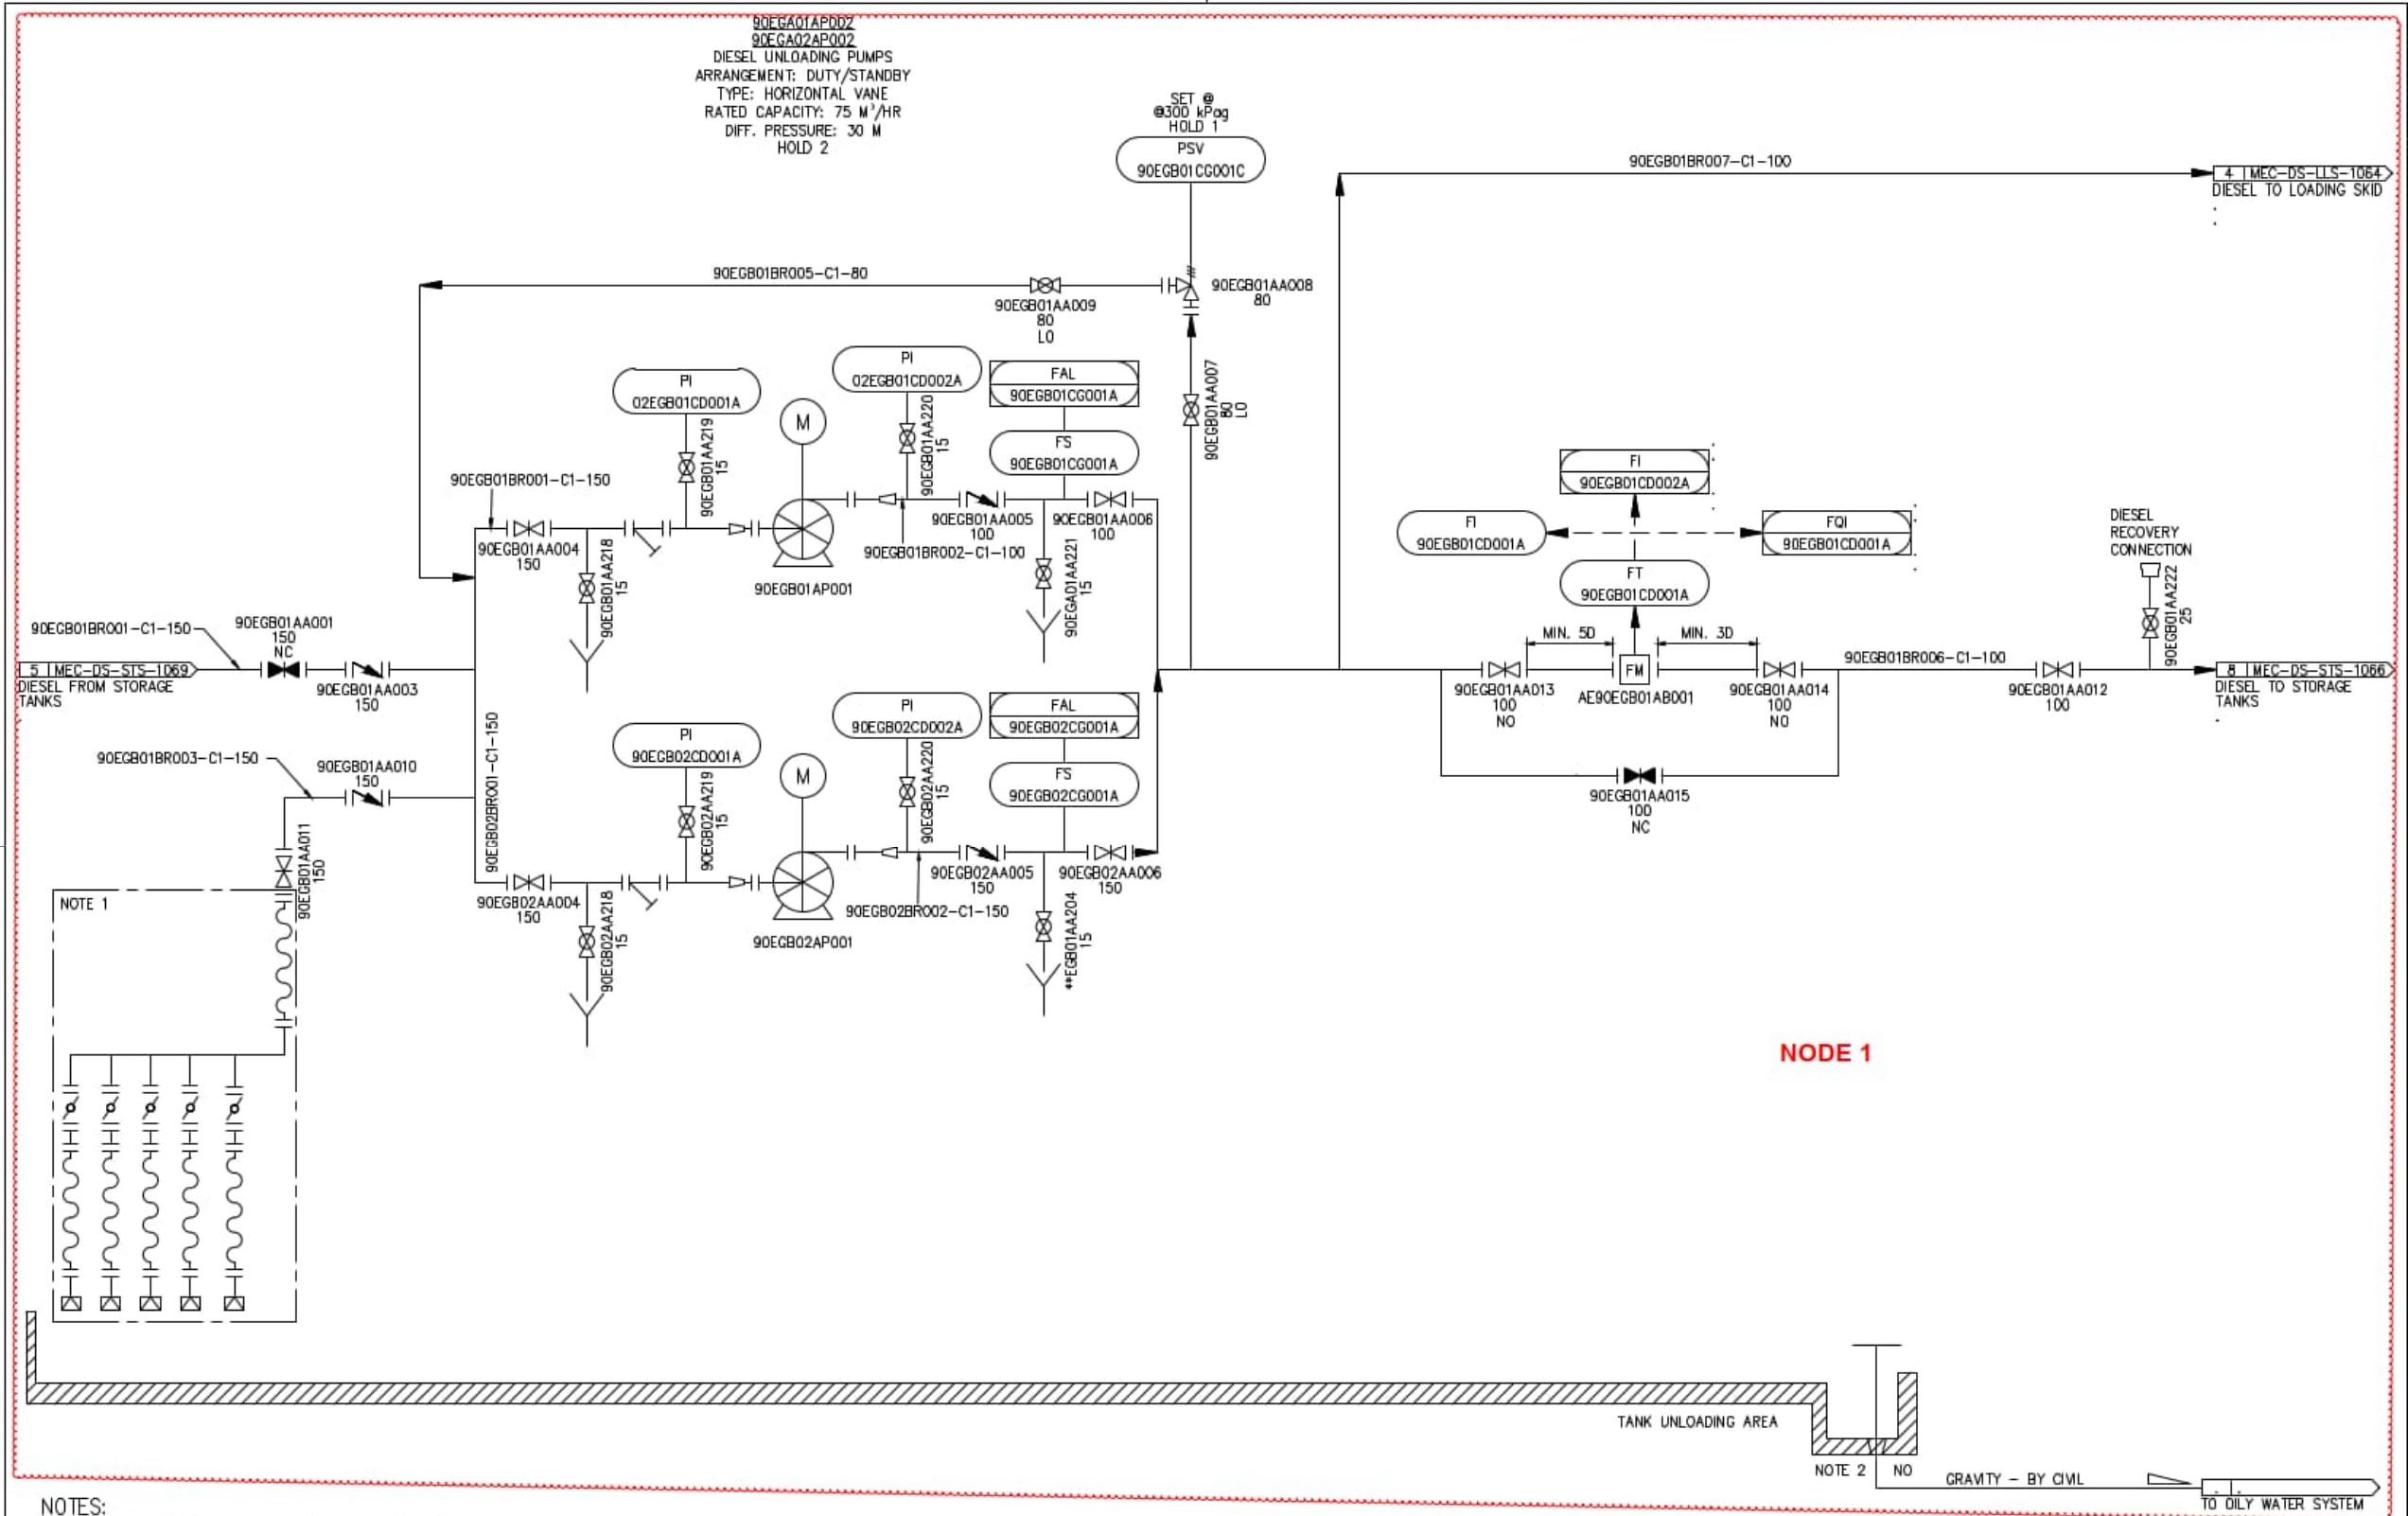 90EGA01AP002
90EGA02AP002
DIESEL UNLOADING PUMPS
ARRANGEMENT: DUTY/STANDBY
TYPE: HORIZONTAL VANE
RATED CAPACITY: 75 M³/HR
DIFF. PRESSURE: 30 M
HOLD 2
SET @
@300 kPag
HOLD 1
PSV
90EGB01CG001C
90EGB01BR007-C1-100
4 MEC-DS-LLS-1064
DIESEL TO LOADING SKID
90EGB01BR005-C1-80
90EGB01AA009
80
LO
90EGB01AA008
80
90EGB01AA007
80
LO
PI
02EGB01CD001A
90EGB01AA219
15
M
PI
02EGB01CD002A
90EGB01AA220
15
FAL
90EGB01CG001A
FS
90EGB01CG001A
90EGB01BR001-C1-150
90EGB01AA004
150
90EGB01AA218
15
90EGB01AP001
90EGB01AA005
100
90EGB01BR002-C1-100
90EGB01AA006
100
90EGA01AA221
15
FI
90EGB01CD002A
FI
90EGB01CD001A
FQI
90EGB01CD001A
FT
90EGB01CD001A
DIESEL
RECOVERY
CONNECTION
90EGB01AA222
25
90EGB01BR001-C1-150
90EGB01AA001
150
NC
5 MEC-DS-STS-1069
DIESEL FROM STORAGE
TANKS
90EGB01AA003
150
MIN. 5D
MIN. 3D
FM
AE90EGB01AB001
90EGB01AA013
100
NO
90EGB01AA014
100
NO
90EGB01BR006-C1-100
90EGB01AA012
100
8 MEC-DS-STS-1066
DIESEL TO STORAGE
TANKS
90EGB01AA015
100
NC
90EGB01BR003-C1-150
90EGB01AA010
150
90EGB02BR001-C1-150
90EGB01AA011
150
PI
90EGB02CD001A
90EGB02AA219
15
M
PI
90EGB02CD002A
90EGB02AA220
15
FAL
90EGB02CG001A
FS
90EGB02CG001A
90EGB02AA004
150
90EGB02AA218
15
90EGB02AP001
90EGB02AA005
150
90EGB02BR002-C1-150
90EGB02AA006
150
**EGB01AA204
15
NOTE 1
NODE 1
TANK UNLOADING AREA
NOTE 2
NO
GRAVITY - BY CIVIL
TO OILY WATER SYSTEM
NOTES: